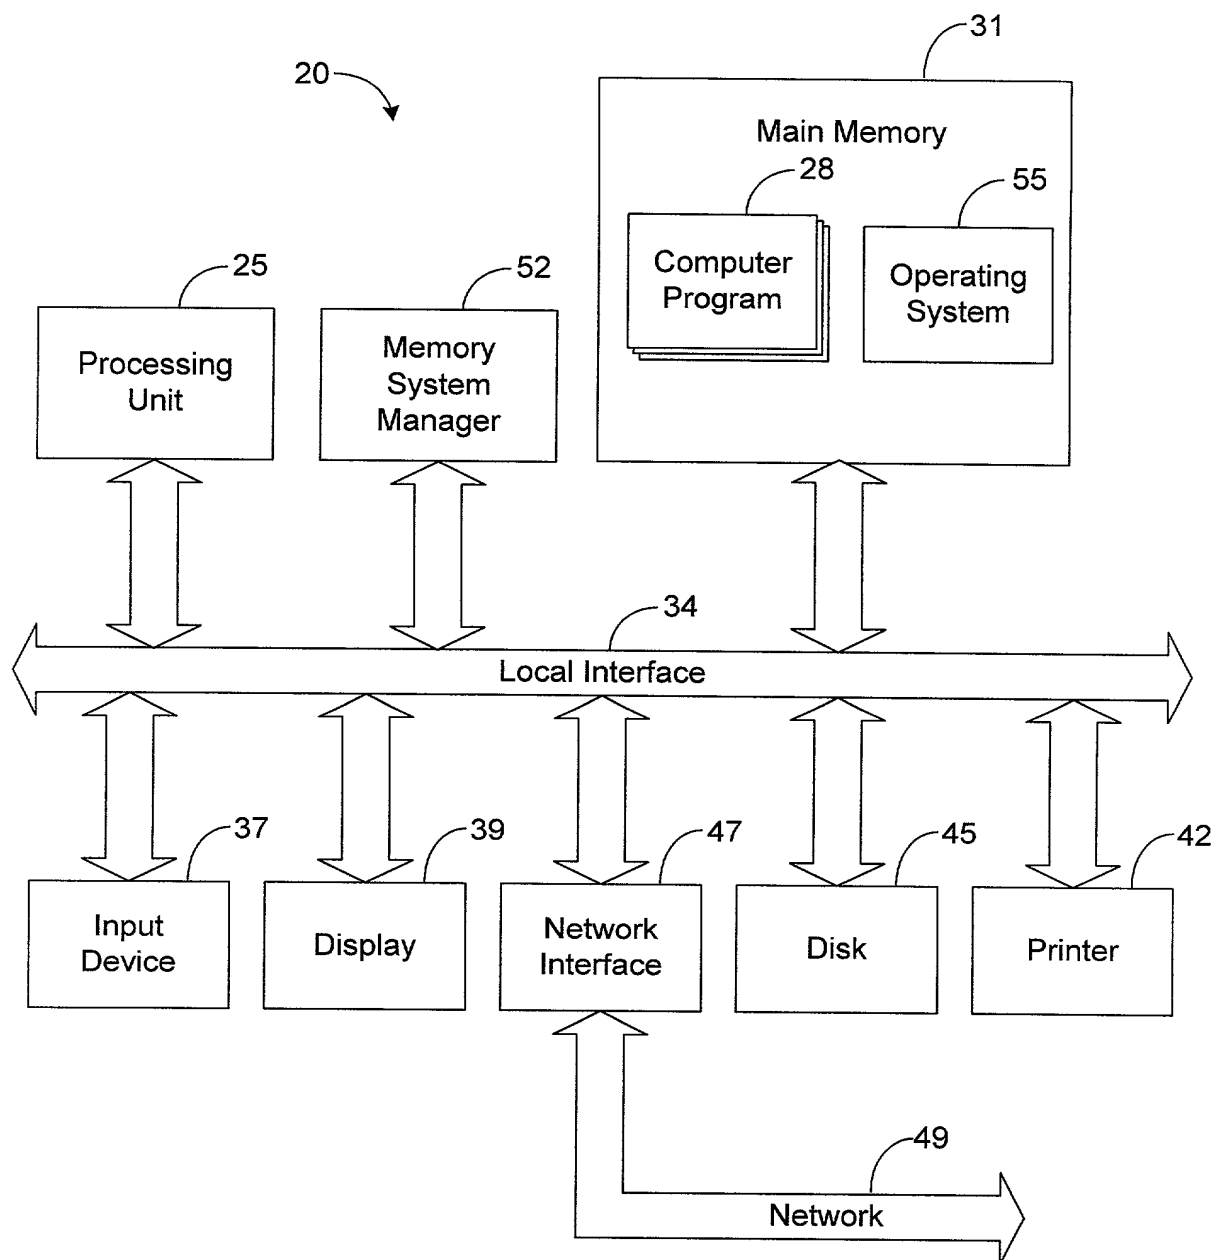 31
20
Main Memory
28
55
Computer
Program
Operating
System
25
52
Processing
Unit
Memory
System
Manager
34
Local Interface
37
39
47
45
42
Input
Device
Display
Network
Interface
Disk
Printer
49
Network